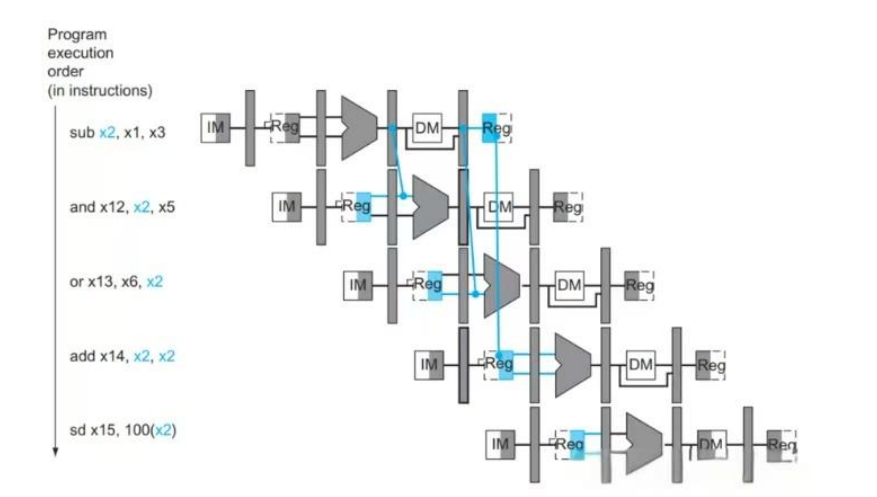 Program
execution
order
(in instructions)
sub x2, x1, x3
IM Reg DM Reg
and x12, x2, x5
IM Reg DM Reg
or x13, x6, x2
IM Reg DM Reg
add x14, x2, x2
IM Reg DM Reg
sd x15, 100(x2)
IM Reg DM Reg